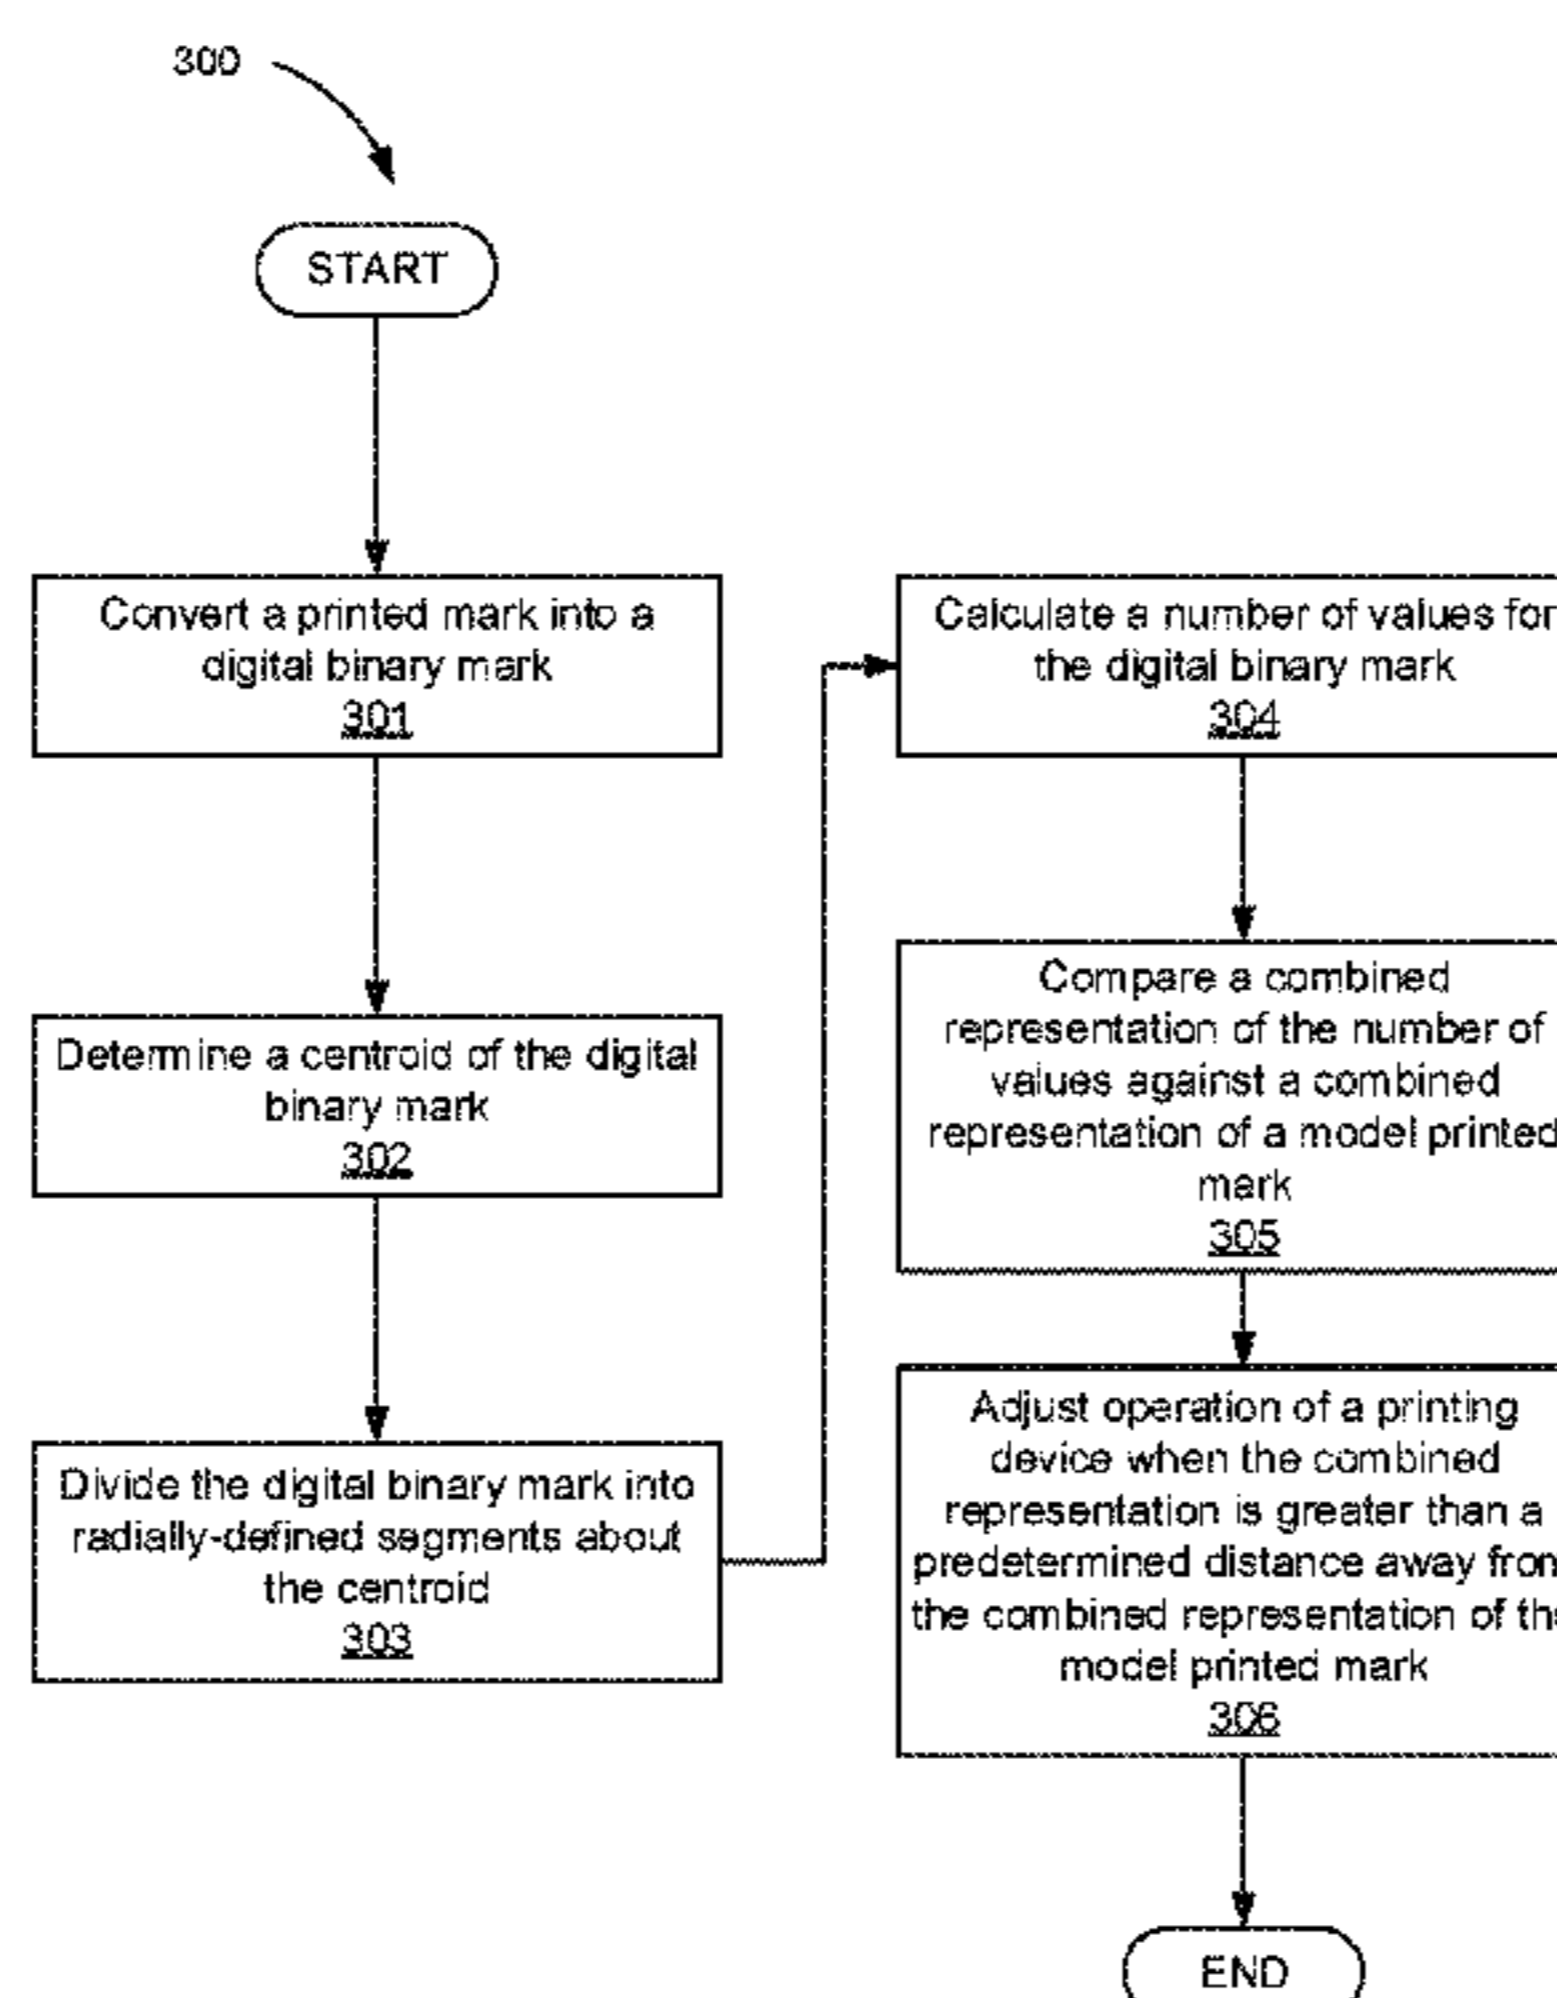 300
START
Convert a printed mark into a
digital binary mark
301
Determine a centroid of the digital
binary mark
302
Divide the digital binary mark into
radially-defined segments about
the centroid
303
Calculate a number of values for
the digital binary mark
304
Compare a combined
representation of the number of
values against a combined
representation of a model printed
mark
305
Adjust operation of a printing
device when the combined
representation is greater than a
predetermined distance away from
the combined representation of the
model printed mark
306
END